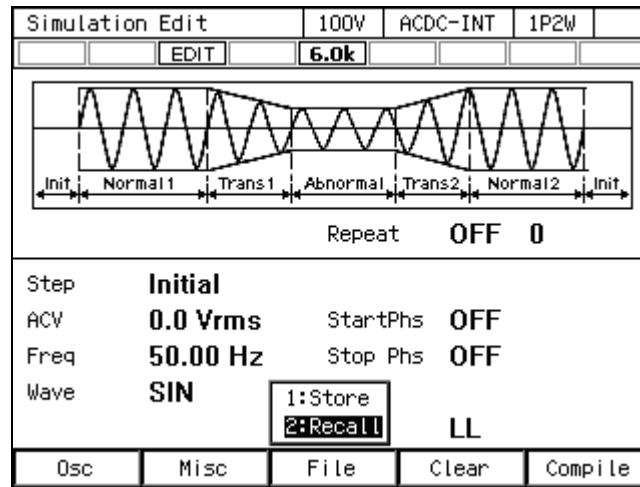 Simulation Edit 100V ACDC-INT 1P2W
EDIT 6.0k
Init Normal1 Trans1 Abnormal Trans2 Normal2 Init
Repeat OFF 0
Step Initial
ACV 0.0 Vrms StartPhs OFF
Freq 50.00 Hz Stop Phs OFF
Wave SIN
1:Store
2:Recall LL
Osc Misc File Clear Compile